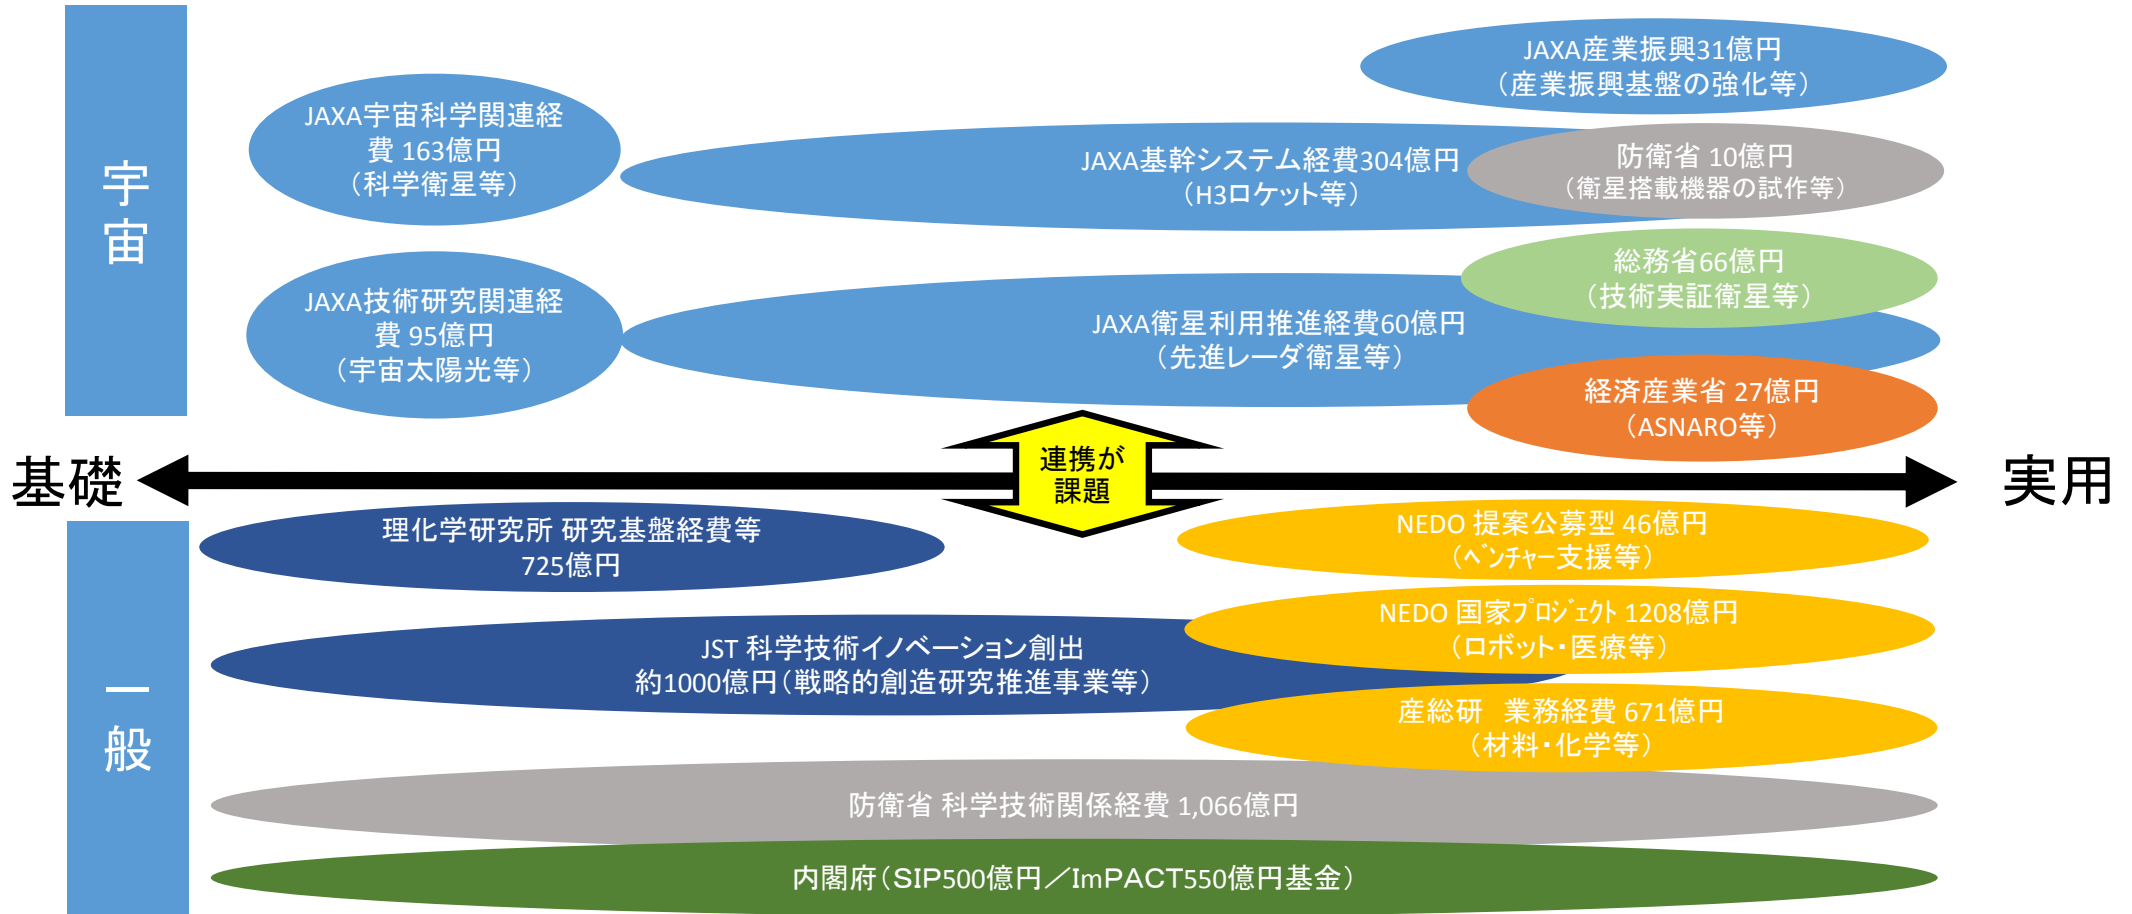 宇宙
JAXA宇宙科学関連経
費 163億円
（科学衛星等）
JAXA技術研究関連経
費 95億円
（宇宙太陽光等）
JAXA産業振興31億円
（産業振興基盤の強化等）
JAXA基幹システム経費304億円
（H3ロケット等）
防衛省 10億円
（衛星搭載機器の試作等）
総務省66億円
（技術実証衛星等）
JAXA衛星利用推進経費60億円
（先進レーダ衛星等）
経済産業省 27億円
（ASNARO等）
基礎
連携が
課題
実用
一般
理化学研究所 研究基盤経費等
725億円
NEDO 提案公募型 46億円
（ﾍﾞﾝﾁｬｰ支援等）
NEDO 国家ﾌﾟﾛｼﾞｪｸﾄ 1208億円
（ロボット・医療等）
JST 科学技術イノベーション創出
約1000億円（戦略的創造研究推進事業等）
産総研　業務経費 671億円
（材料・化学等）
防衛省 科学技術関係経費 1,066億円
内閣府（ＳＩＰ500億円／ImPACT550億円基金）